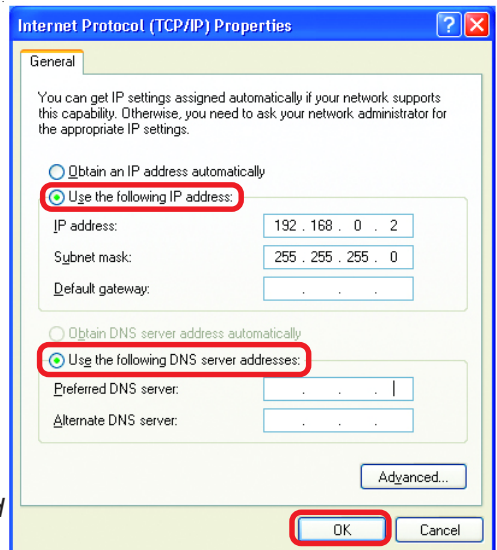 Internet Protocol (TCP/IP) Properties
General
You can get IP settings assigned automatically if your network supports
this capability. Otherwise, you need to ask your network administrator for
the appropriate IP settings.
Obtain an IP address automatically
Use the following IP address:
IP address: 192 . 168 . 0 . 2
Subnet mask: 255 . 255 . 255 . 0
Default gateway: . . .
Obtain DNS server address automatically
Use the following DNS server addresses:
Preferred DNS server: . . .
Alternate DNS server: . . .
Advanced...
OK Cancel